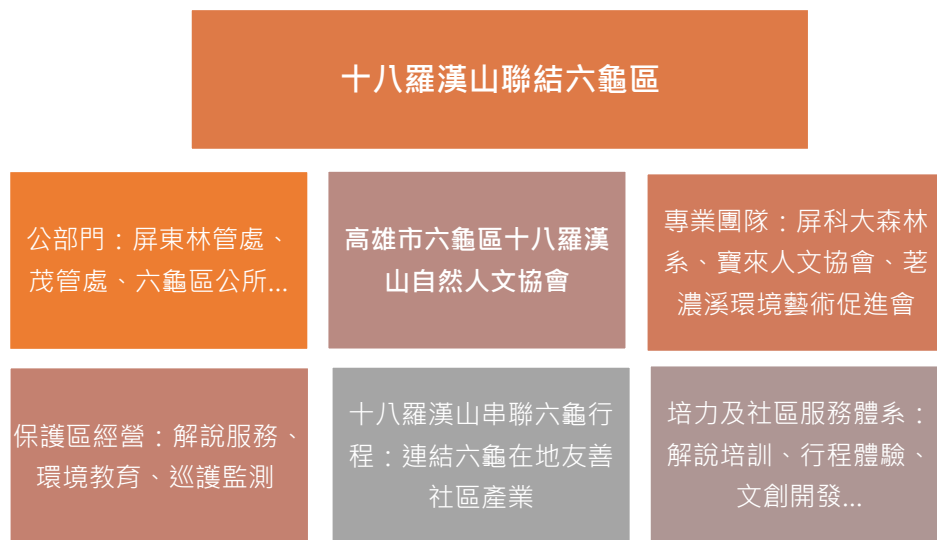 十八羅漢山聯結六龜區
公部門：屏東林管處、
茂管處、六龜區公所...
高雄市六龜區十八羅漢
山自然人文協會
專業團隊：屏科大森林
系、寶來人文協會、荖
濃溪環境藝術促進會
保護區經營：解說服務、
環境教育、巡護監測
十八羅漢山串聯六龜行
程：連結六龜在地友善
社區產業
培力及社區服務體系：
解說培訓、行程體驗、
文創開發...